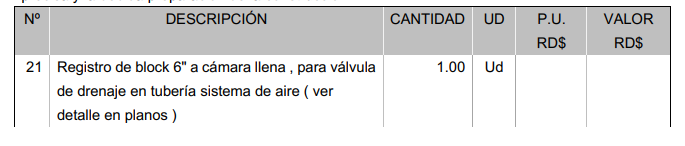 Nº DESCRIPCIÓN CANTIDAD UD P.U. VALOR
RD$ RD$
21 Registro de block 6" a cámara llena , para válvula 1.00 Ud
de drenaje en tubería sistema de aire ( ver
detalle en planos )